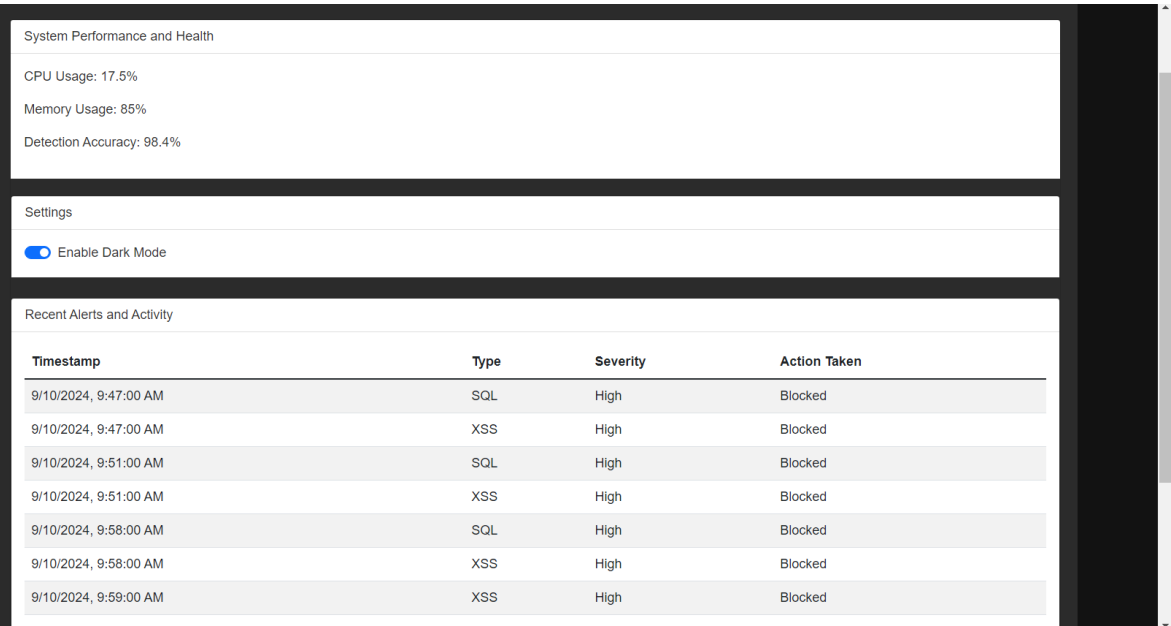 System Performance and Health
CPU Usage: 17.5%
Memory Usage: 85%
Detection Accuracy: 98.4%
Settings
Enable Dark Mode
Recent Alerts and Activity
Timestamp Type Severity Action Taken
9/10/2024, 9:47:00 AM SQL High Blocked
9/10/2024, 9:47:00 AM XSS High Blocked
9/10/2024, 9:51:00 AM SQL High Blocked
9/10/2024, 9:51:00 AM XSS High Blocked
9/10/2024, 9:58:00 AM SQL High Blocked
9/10/2024, 9:58:00 AM XSS High Blocked
9/10/2024, 9:59:00 AM XSS High Blocked